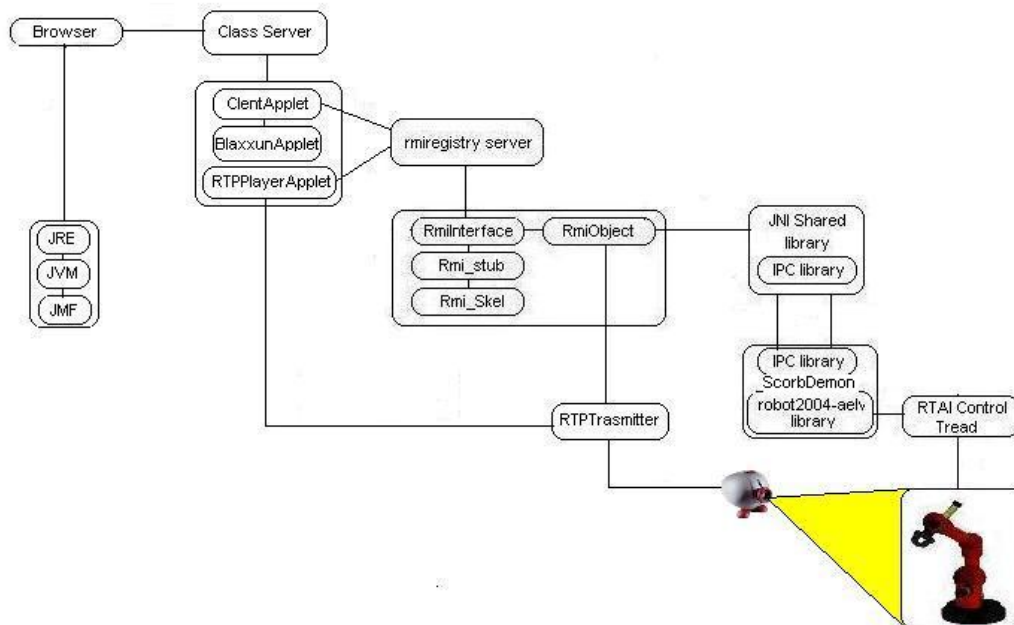 Browser
Class Server
ClentApplet
BlaxxunApplet
RTPPlayerApplet
rmiregistry server
JRE
JVM
JMF
RmiInterface
RmiObject
Rmi_stub
Rmi_Skel
JNI Shared
library
IPC library
IPC library
_ScorbDemon
robot2004-aelv
library
RTAI Control
Tread
RTPTrasmitter